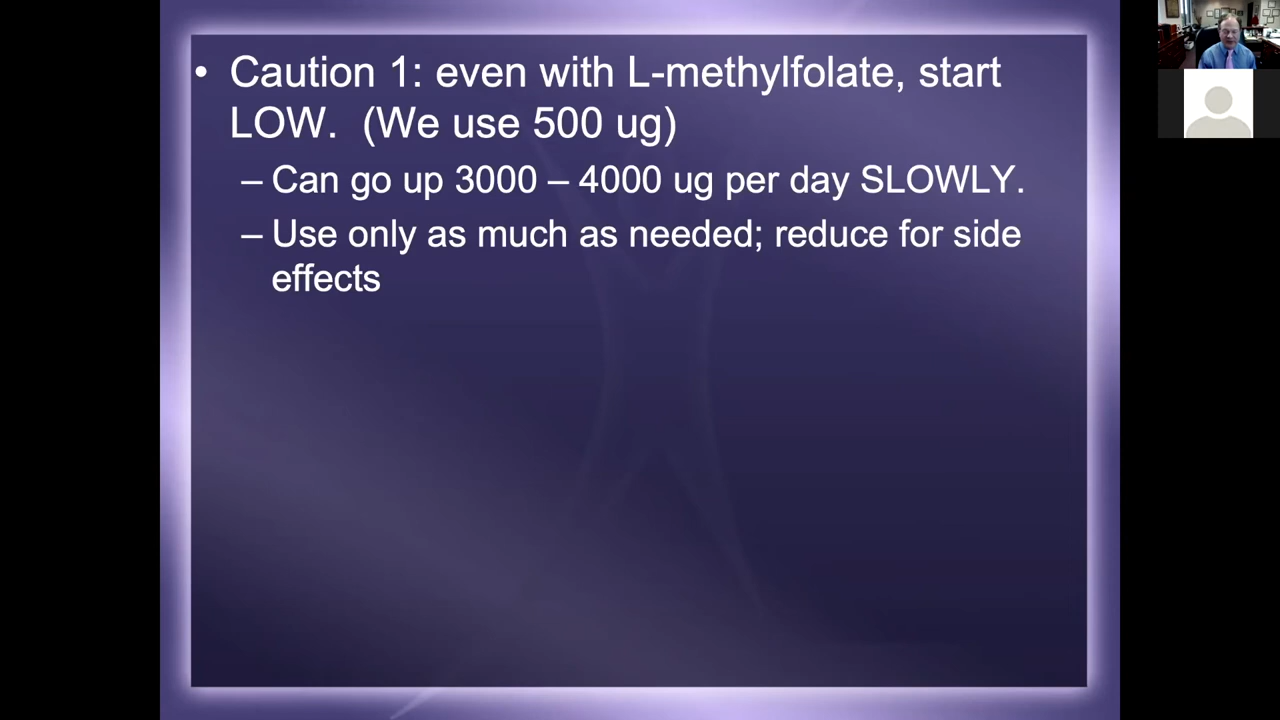 • Caution 1: even with L-methylfolate, start
LOW.  (We use 500 ug)
– Can go up 3000 – 4000 ug per day SLOWLY.
– Use only as much as needed; reduce for side
effects